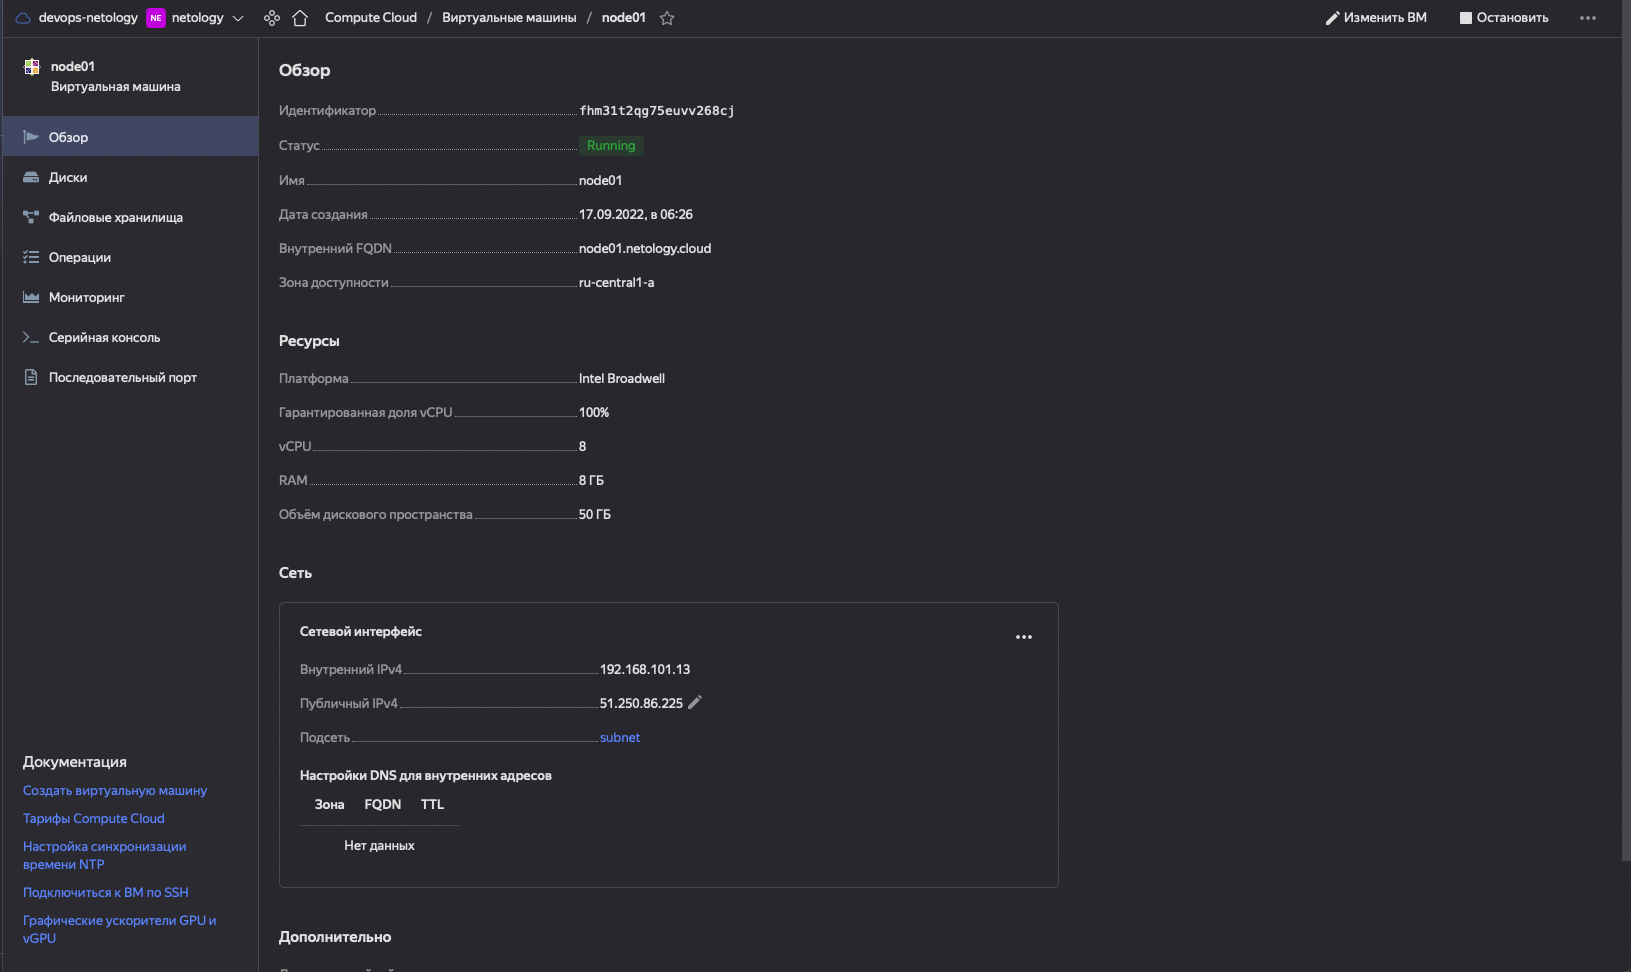 devops-netology NE netology Compute Cloud / Виртуальные машины / node01 Изменить ВМ Остановить
node01
Виртуальная машина
Обзор
Диски
Файловые хранилища
Операции
Мониторинг
Серийная консоль
Последовательный порт
Документация
Создать виртуальную машину
Тарифы Compute Cloud
Настройка синхронизации
времени NTP
Подключиться к ВМ по SSH
Графические ускорители GPU и
vGPU
Обзор
Идентификатор fhm31t2qg75euvv268cj
Статус Running
Имя node01
Дата создания 17.09.2022, в 06:26
Внутренний FQDN node01.netology.cloud
Зона доступности ru-central1-a
Ресурсы
Платформа Intel Broadwell
Гарантированная доля vCPU 100%
vCPU 8
RAM 8 ГБ
Объём дискового пространства 50 ГБ
Сеть
Сетевой интерфейс
Внутренний IPv4 192.168.101.13
Публичный IPv4 51.250.86.225
Подсеть subnet
Настройки DNS для внутренних адресов
Зона FQDN TTL
Нет данных
Дополнительно